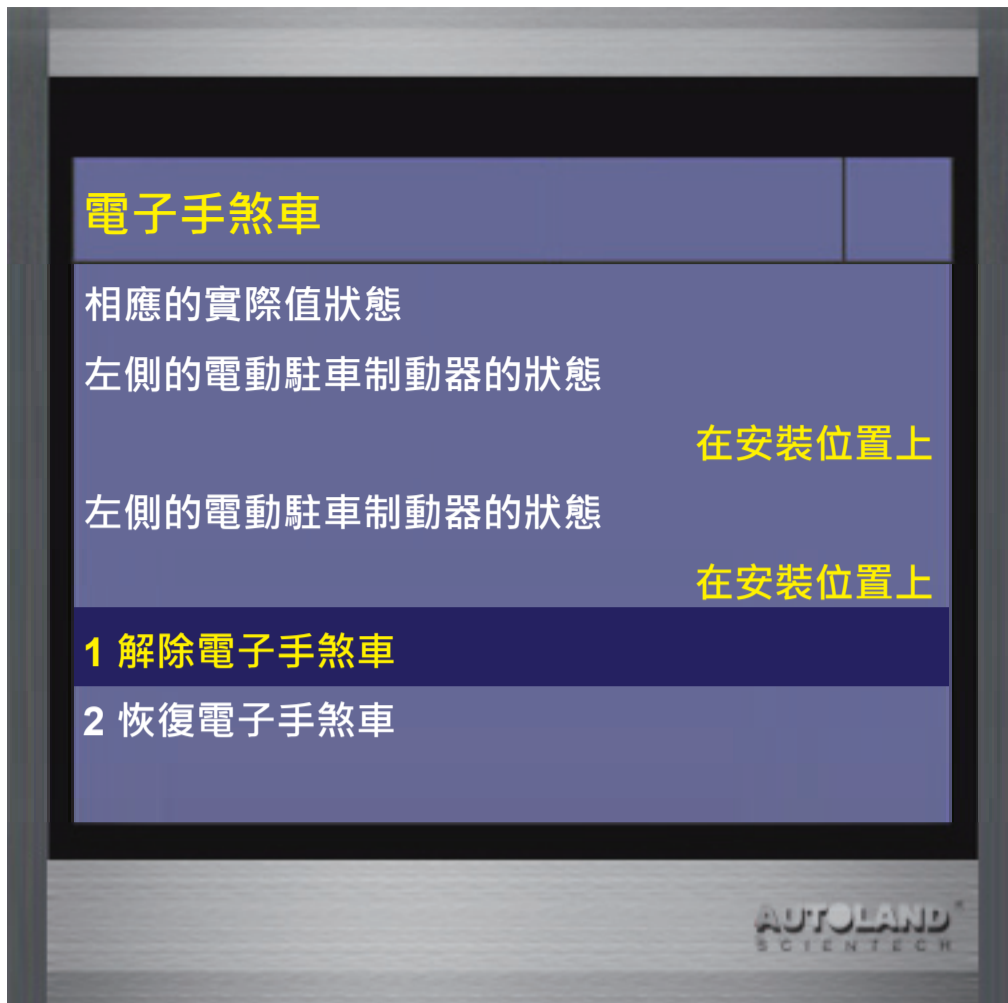 電子手煞車
相應的實際值狀態
左側的電動駐車制動器的狀態
在安裝位置上
左側的電動駐車制動器的狀態
在安裝位置上
1 解除電子手煞車
2 恢復電子手煞車
AUTOLAND
SCIENTECH